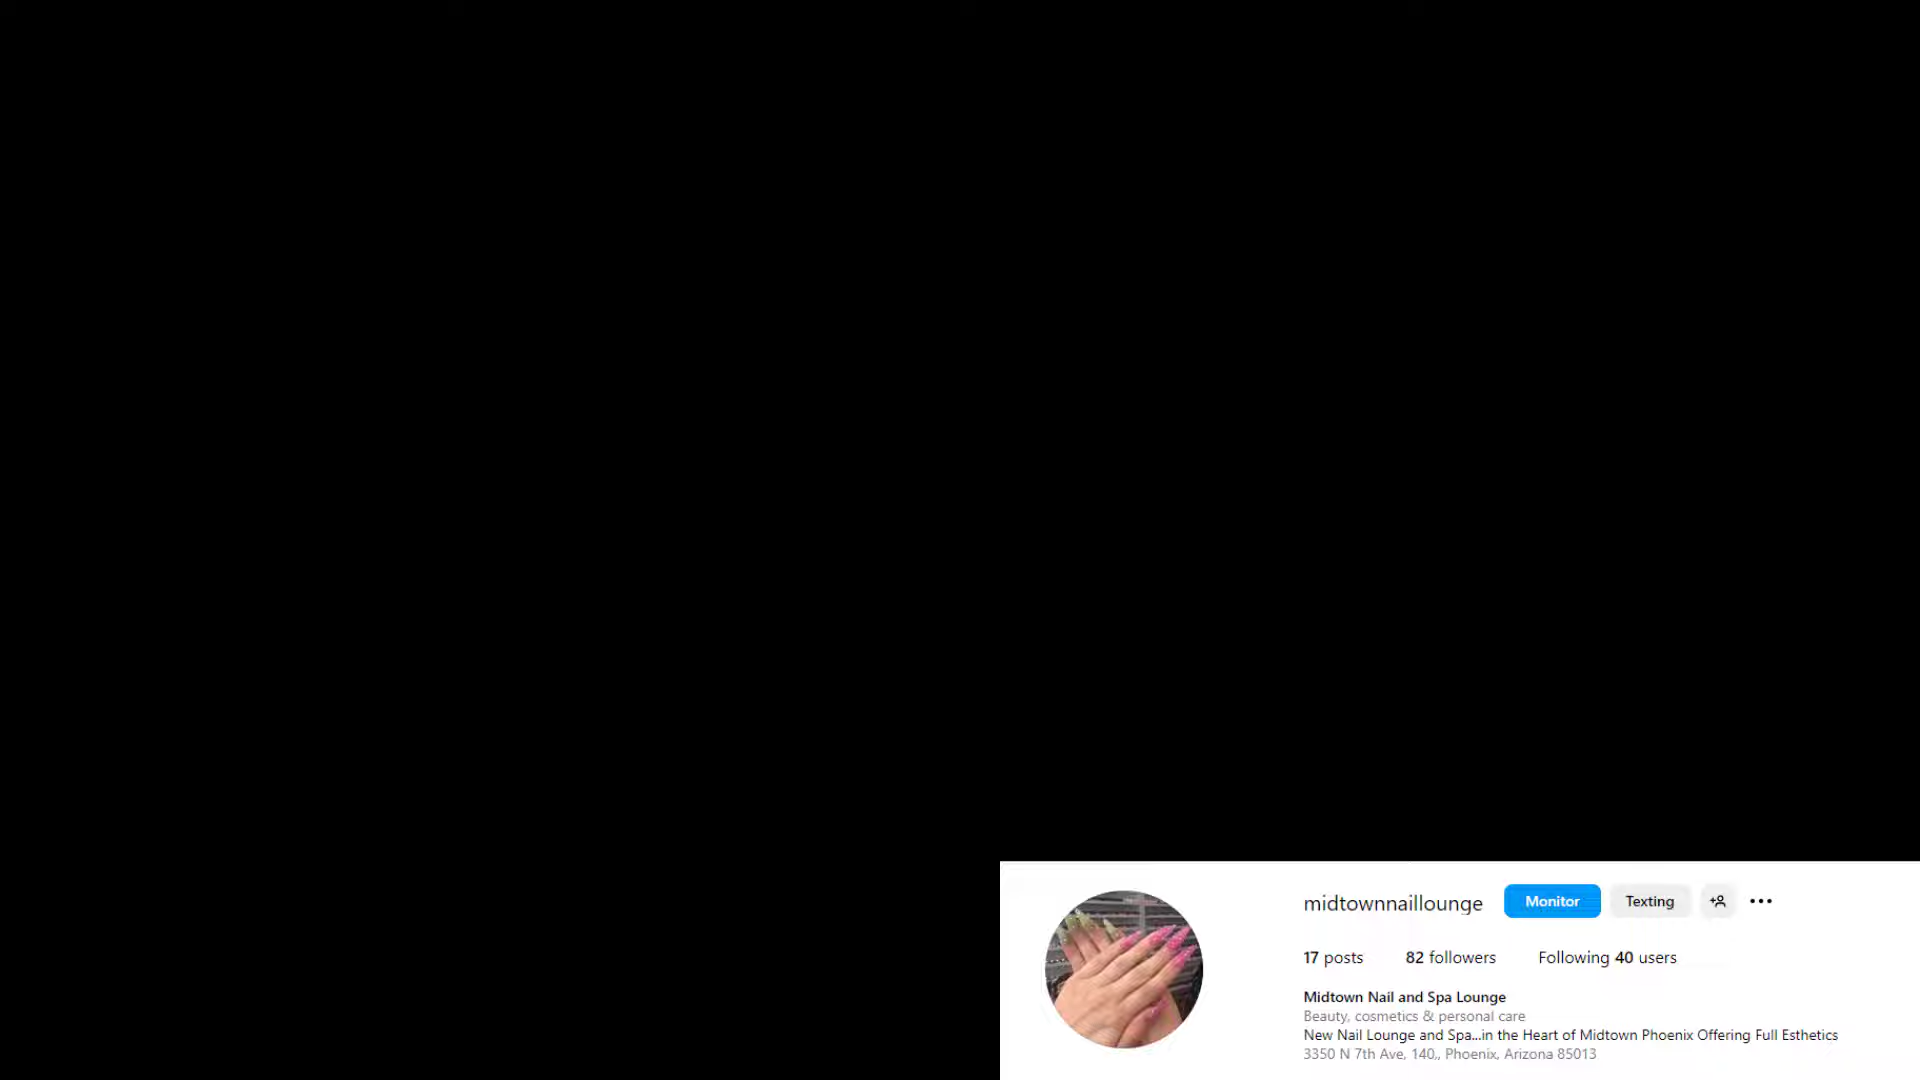 midtownnaillounge Monitor Texting
17 posts 82 followers Following 40 users
Midtown Nail and Spa Lounge
Beauty, cosmetics & personal care
New Nail Lounge and Spa...in the Heart of Midtown Phoenix Offering Full Esthetics
3350 N 7th Ave, 140,, Phoenix, Arizona 85013